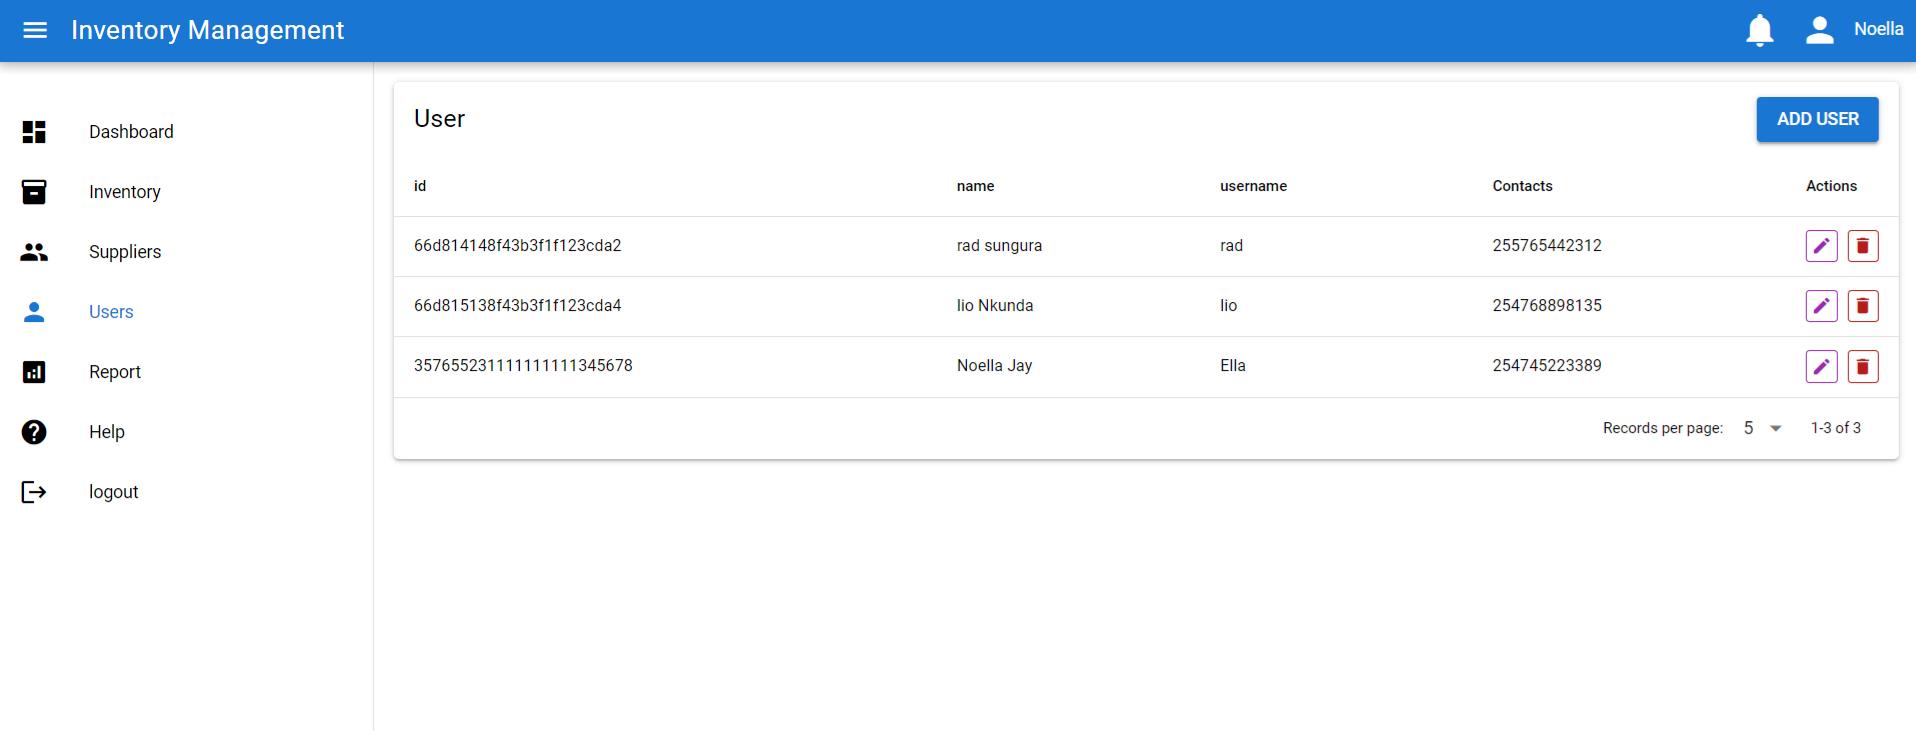 Inventory Management
Noella
Dashboard
Inventory
Suppliers
Users
Report
Help
logout
User
ADD USER
id name username Contacts Actions
66d814148f43b3f1f123cda2 rad sungura rad 255765442312
66d815138f43b3f1f123cda4 lio Nkunda lio 254768898135
357655231111111111345678 Noella Jay Ella 254745223389
Records per page: 5 1-3 of 3